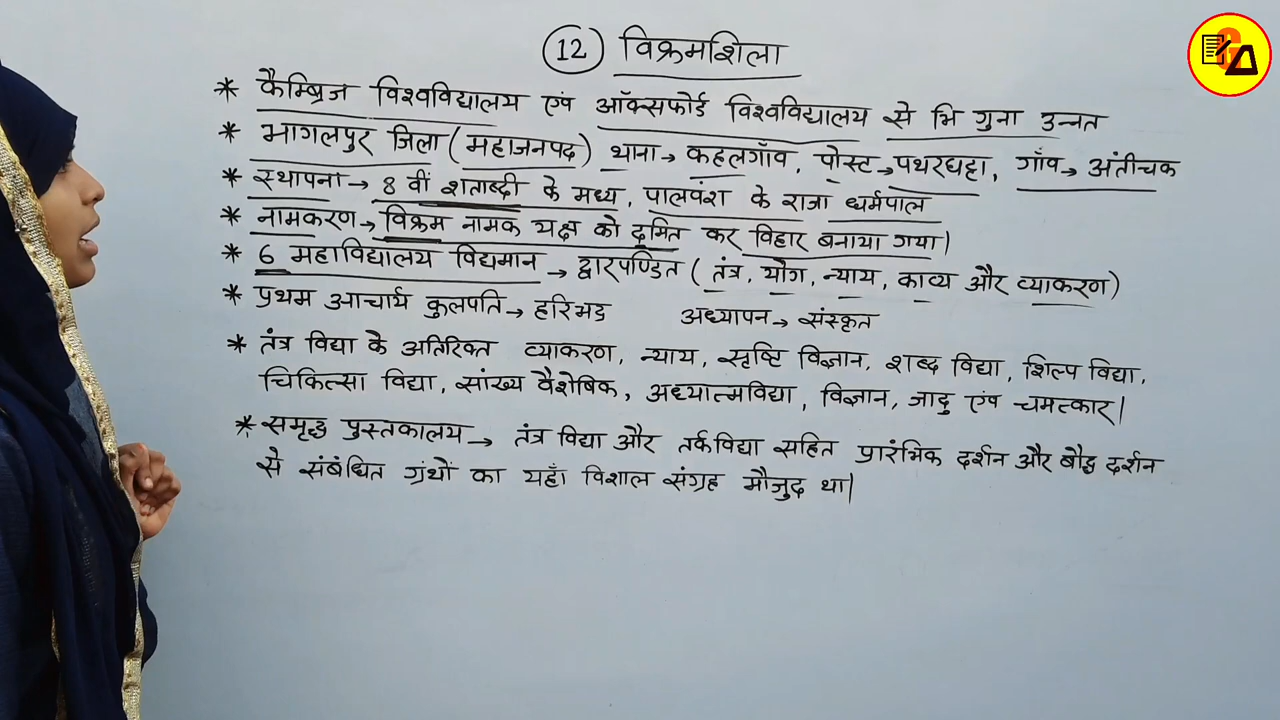 12 विक्रमशिला
* कैम्ब्रिज विश्वविद्यालय एवं ऑक्सफोर्ड विश्वविद्यालय से भि गुना उन्नत
* भागलपुर जिला (महाजनपद) थाना→ कहलगाँव, पोस्ट→पथरघट्टा, गाँव→ अंतीचक
* स्थापना→ 8 वीं शताब्दी के मध्य, पालवंश के राजा धर्मपाल
* नामकरण→ विक्रम नामक यक्ष को दमित कर विहार बनाया गया।
* 6 महाविद्यालय विद्यमान → द्वारपण्डित (तंत्र, योग, न्याय, काव्य और व्याकरण)
* प्रथम आचार्य कुलपति→ हरिभद्र अध्यापन→ संस्कृत
* तंत्र विद्या के अतिरिक्त व्याकरण, न्याय, सृष्टि विज्ञान, शब्द विद्या, शिल्प विद्या,
चिकित्सा विद्या, सांख्य वैशेषिक, अध्यात्मविद्या, विज्ञान, जादु एंव चमत्कार।
* समृद्ध पुस्तकालय→ तंत्र विद्या और तर्कविद्या सहित प्रारंभिक दर्शन और बौद्ध दर्शन
से संबंधित ग्रंथों का यहाँ विशाल संग्रह मौजुद था।